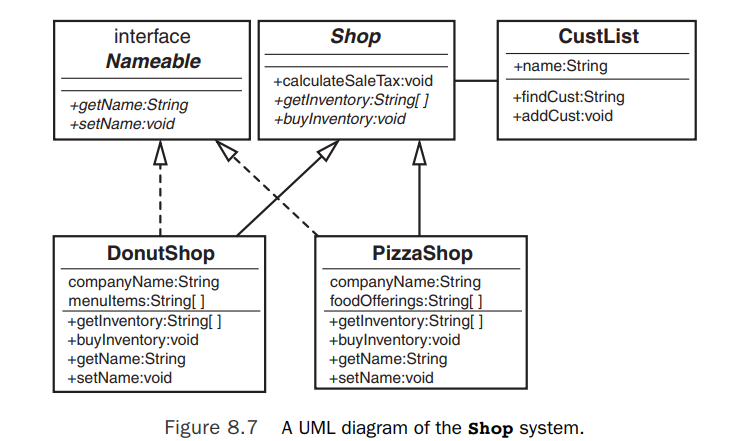 interface
Nameable
+getName:String
+setName:void
Shop
+calculateSaleTax:void
+getInventory:String[ ]
+buyInventory:void
CustList
+name:String
+findCust:String
+addCust:void
DonutShop
companyName:String
menuItems:String[ ]
+getInventory:String[ ]
+buyInventory:void
+getName:String
+setName:void
PizzaShop
companyName:String
foodOfferings:String[ ]
+getInventory:String[ ]
+buyInventory:void
+getName:String
+setName:void
Figure 8.7 A UML diagram of the Shop system.